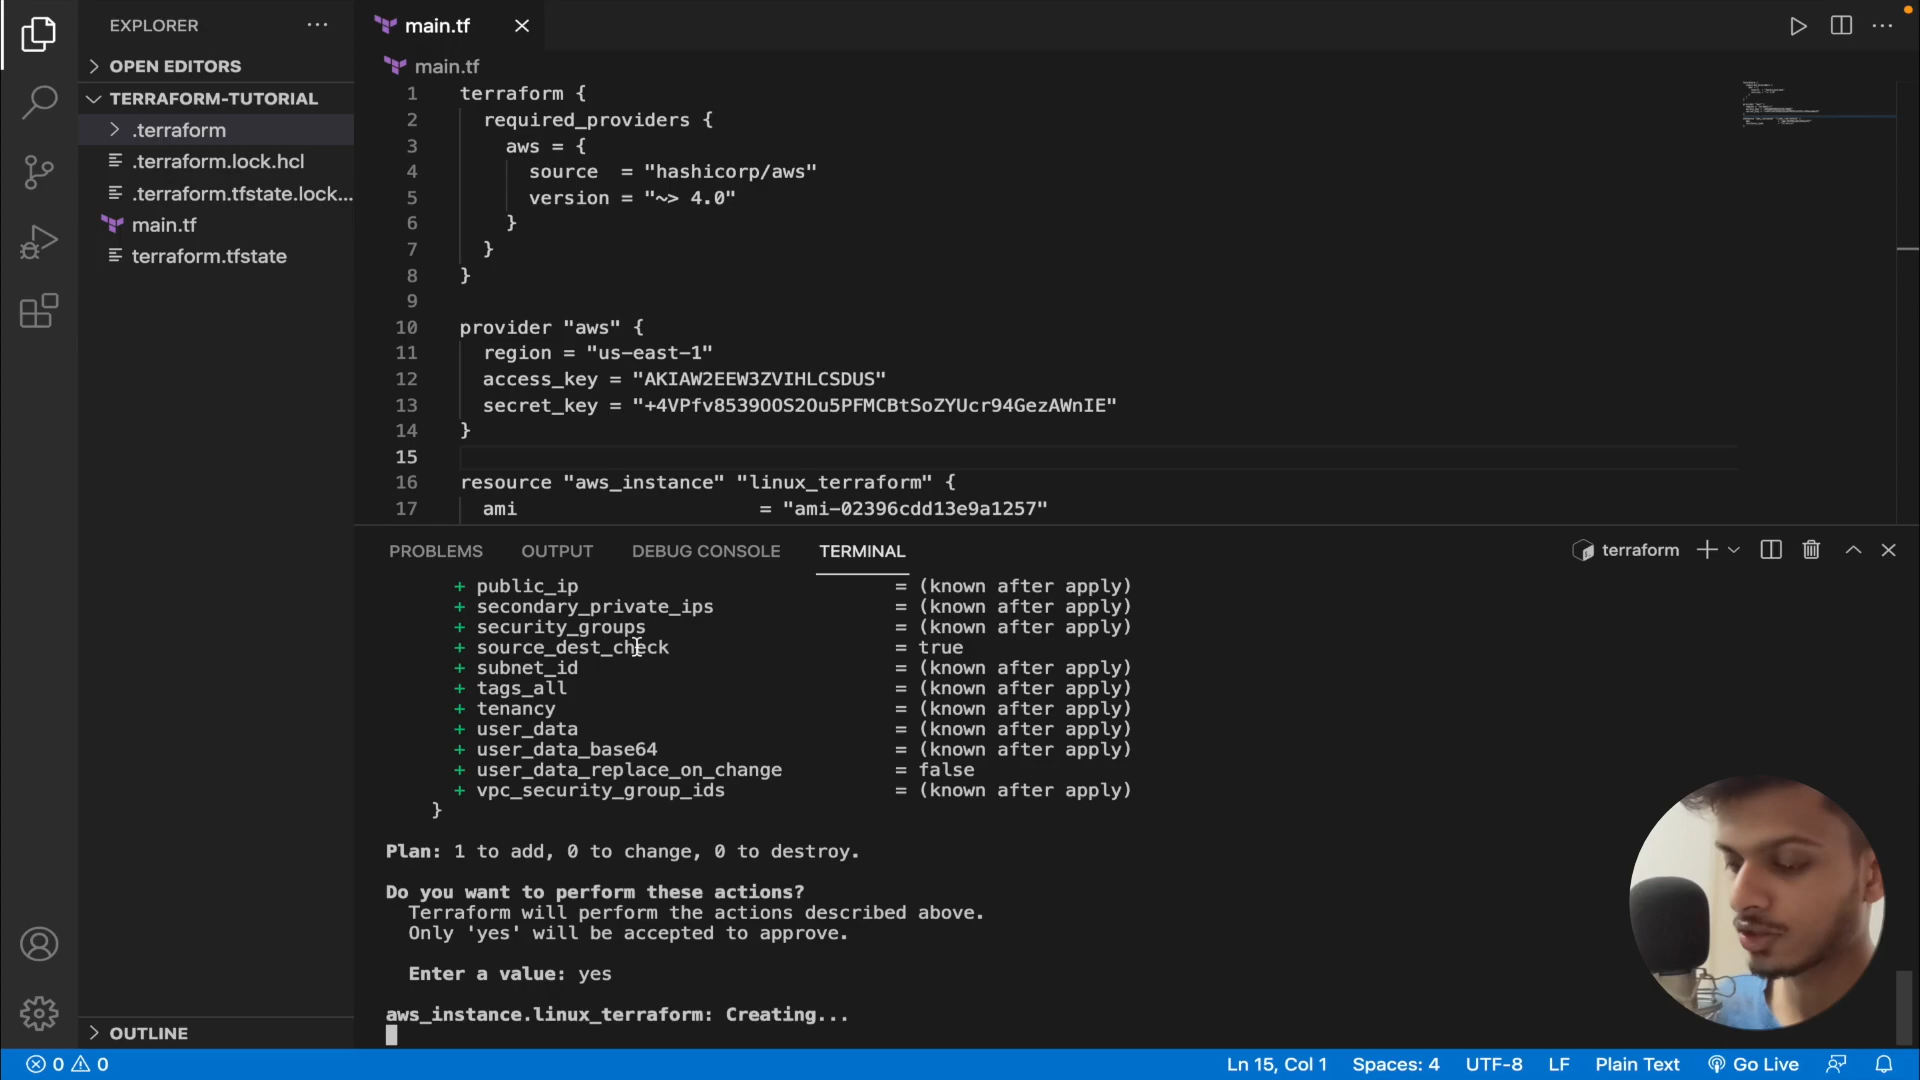 EXPLORER
OPEN EDITORS
TERRAFORM-TUTORIAL
.terraform
.terraform.lock.hcl
.terraform.tfstate.lock...
main.tf
terraform.tfstate
OUTLINE
main.tf
main.tf
1 terraform {
2 required_providers {
3 aws = {
4 source = "hashicorp/aws"
5 version = "~> 4.0"
6 }
7 }
8 }
9
10 provider "aws" {
11 region = "us-east-1"
12 access_key = "AKIAW2EEW3ZVIHLCSDUS"
13 secret_key = "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"
14 }
15
16 resource "aws_instance" "linux_terraform" {
17 ami = "ami-02396cdd13e9a1257"
PROBLEMS OUTPUT DEBUG CONSOLE TERMINAL terraform
+ public_ip = (known after apply)
+ secondary_private_ips = (known after apply)
+ security_groups = (known after apply)
+ source_dest_check = true
+ subnet_id = (known after apply)
+ tags_all = (known after apply)
+ tenancy = (known after apply)
+ user_data = (known after apply)
+ user_data_base64 = (known after apply)
+ user_data_replace_on_change = false
+ vpc_security_group_ids = (known after apply)
}
Plan: 1 to add, 0 to change, 0 to destroy.
Do you want to perform these actions?
Terraform will perform the actions described above.
Only 'yes' will be accepted to approve.
Enter a value: yes
aws_instance.linux_terraform: Creating...
0 0 Ln 15, Col 1 Spaces: 4 UTF-8 LF Plain Text Go Live